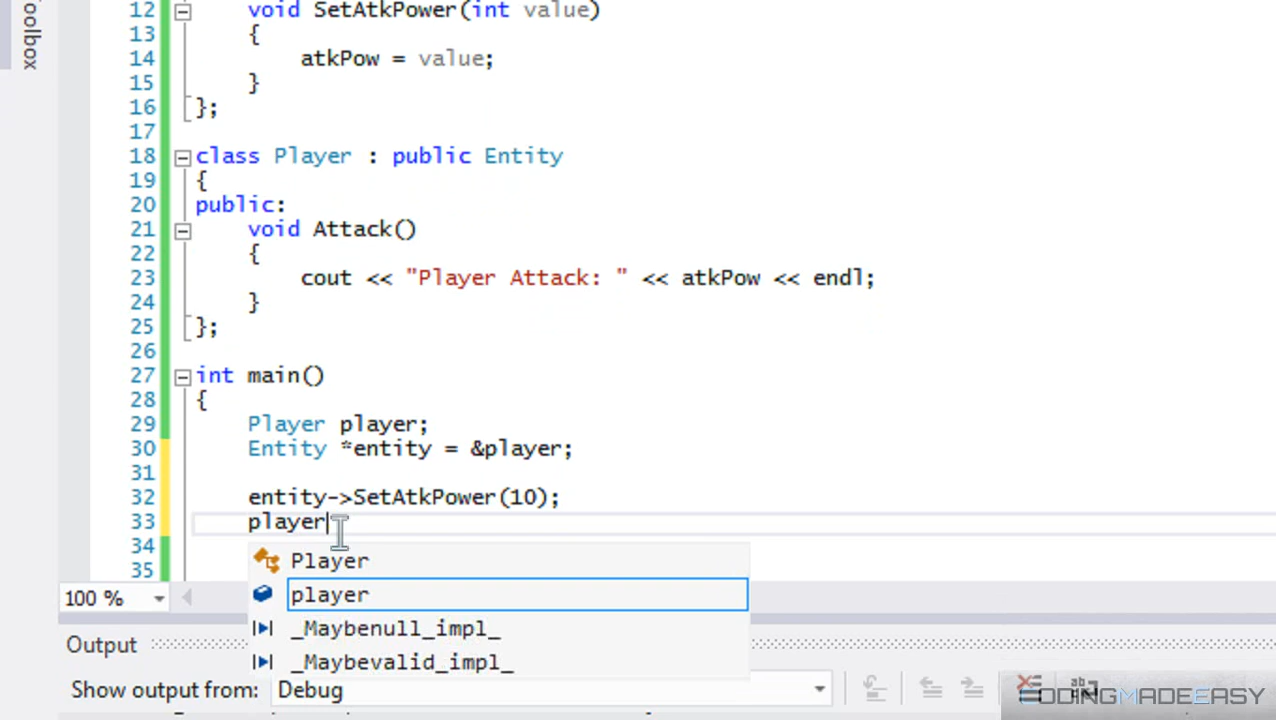 Toolbox
12 void SetAtkPower(int value)
13 {
14 atkPow = value;
15 }
16 };
17
18 class Player : public Entity
19 {
20 public:
21 void Attack()
22 {
23 cout << "Player Attack: " << atkPow << endl;
24 }
25 };
26
27 int main()
28 {
29 Player player;
30 Entity *entity = &player;
31
32 entity->SetAtkPower(10);
33 player
34
35
Player
player
_Maybenull_impl_
_Maybevalid_impl_
100 %
Output
Show output from: Debug
CODINGMADEEASY